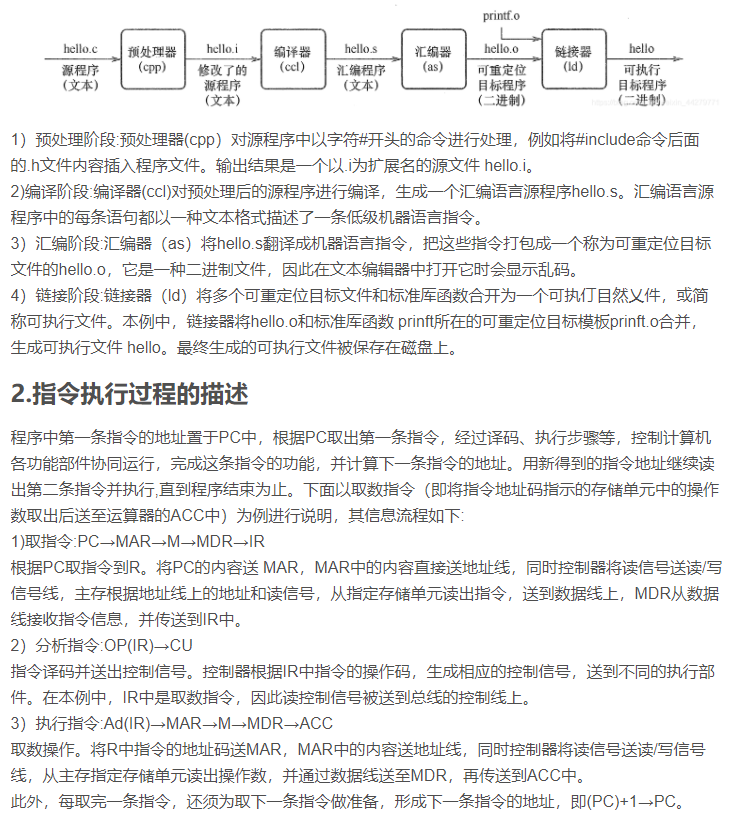 printf.o
hello.c 预处理器 hello.i 编译器 hello.s 汇编器 hello.o 链接器 hello
源程序 (cpp) 修改了的 (ccl) 汇编程序 (as) 可重定位 (ld) 可执行
(文本) 源程序 (文本) 目标程序 目标程序
(文本) (二进制) (二进制)
1）预处理阶段:预处理器(cpp）对源程序中以字符#开头的命令进行处理，例如将#include命令后面
的.h文件内容插入程序文件。输出结果是一个以.i为扩展名的源文件 hello.i。
2)编译阶段:编译器(ccl)对预处理后的源程序进行编译，生成一个汇编语言源程序hello.s。汇编语言源
程序中的每条语句都以一种文本格式描述了一条低级机器语言指令。
3）汇编阶段:汇编器（as）将hello.s翻译成机器语言指令，把这些指令打包成一个称为可重定位目标
文件的hello.o，它是一种二进制文件，因此在文本编辑器中打开它时会显示乱码。
4）链接阶段:链接器（ld）将多个可重定位目标文件和标准库函数合开为一个可执仃目然乂件，或简
称可执行文件。本例中，链接器将hello.o和标准库函数 prinft所在的可重定位目标模板prinft.o合并，
生成可执行文件 hello。最终生成的可执行文件被保存在磁盘上。
2.指令执行过程的描述
程序中第一条指令的地址置于PC中，根据PC取出第一条指令，经过译码、执行步骤等，控制计算机
各功能部件协同运行，完成这条指令的功能，并计算下一条指令的地址。用新得到的指令地址继续读
出第二条指令并执行,直到程序结束为止。下面以取数指令（即将指令地址码指示的存储单元中的操作
数取出后送至运算器的ACC中）为例进行说明，其信息流程如下:
1)取指令:PC→MAR→M→MDR→IR
根据PC取指令到R。将PC的内容送 MAR，MAR中的内容直接送地址线，同时控制器将读信号送读/写
信号线，主存根据地址线上的地址和读信号，从指定存储单元读出指令，送到数据线上，MDR从数据
线接收指令信息，并传送到IR中。
2）分析指令:OP(IR)→CU
指令译码并送出控制信号。控制器根据IR中指令的操作码，生成相应的控制信号，送到不同的执行部
件。在本例中，IR中是取数指令，因此读控制信号被送到总线的控制线上。
3）执行指令:Ad(IR)→MAR→M→MDR→ACC
取数操作。将R中指令的地址码送MAR，MAR中的内容送地址线，同时控制器将读信号送读/写信号
线，从主存指定存储单元读出操作数，并通过数据线送至MDR，再传送到ACC中。
此外，每取完一条指令，还须为取下一条指令做准备，形成下一条指令的地址，即(PC)+1→PC。